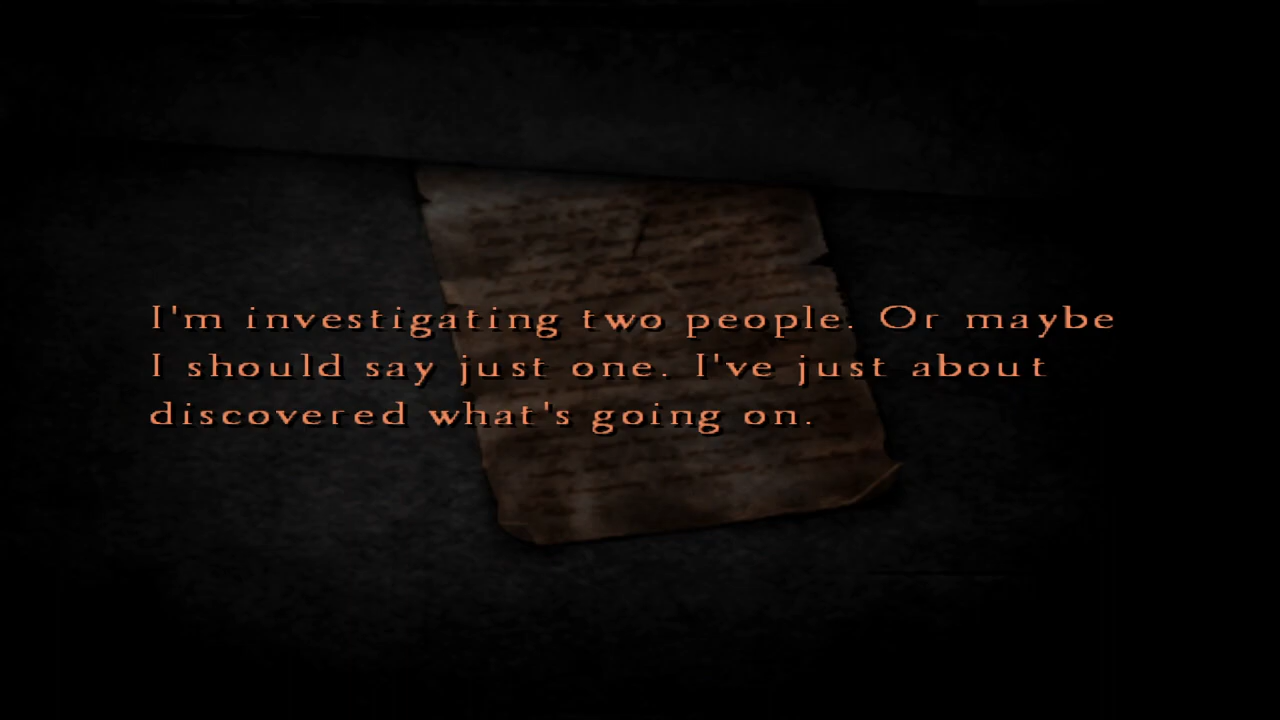 I'm investigating two people. Or maybe
I should say just one. I've just about
discovered what's going on.